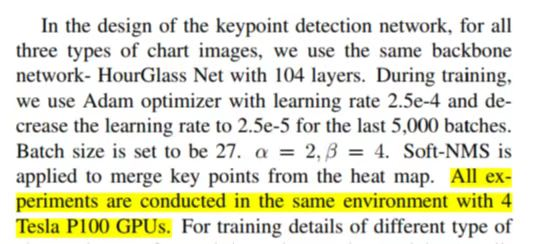 In the design of the keypoint detection network, for all
three types of chart images, we use the same backbone
network- HourGlass Net with 104 layers. During training,
we use Adam optimizer with learning rate 2.5e-4 and de-
crease the learning rate to 2.5e-5 for the last 5,000 batches.
Batch size is set to be 27. α = 2, β = 4. Soft-NMS is
applied to merge key points from the heat map. All ex-
periments are conducted in the same environment with 4
Tesla P100 GPUs. For training details of different type of